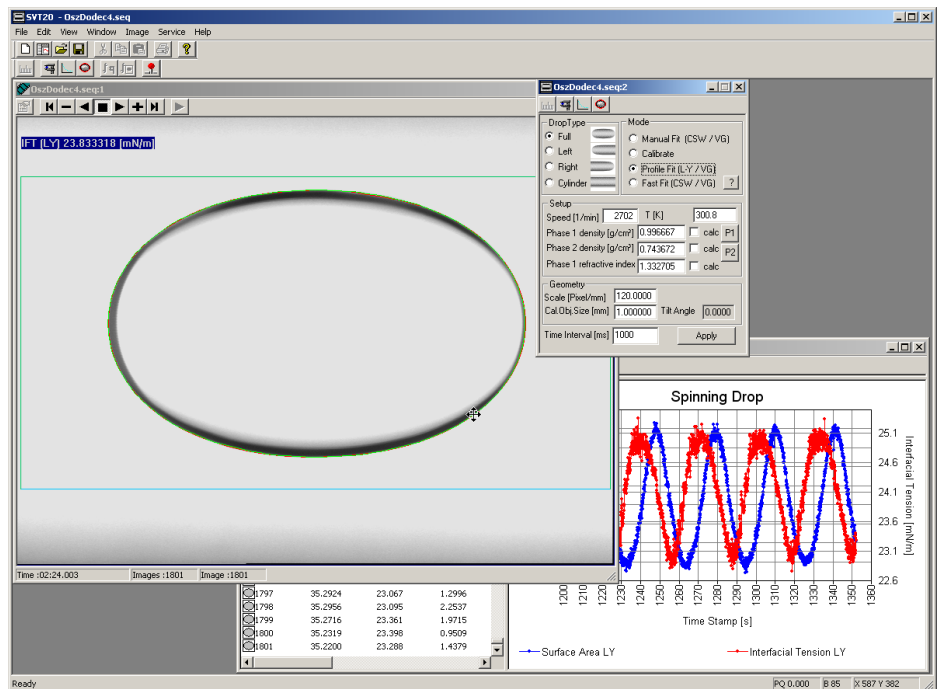 SVT20 - OszDodec4.seq
File Edit View Window Image Service Help
OszDodec4.seq:1
IFT (LY) 23.833318 [mN/m]
Time :02:24.003 Images :1801 Image :1801
OszDodec4.seq:2
DropType
Full
Left
Right
Cylinder
Mode
Manual Fit (CSW / VG)
Calibrate
Profile Fit (L-Y / VG)
Fast Fit (CSW / VG) ?
Setup
Speed [1/min] 2702 T [K] 300.8
Phase 1 density [g/cm³] 0.996667 calc P1
Phase 2 density [g/cm³] 0.743672 calc P2
Phase 1 refractive index 1.332705 calc
Geometry
Scale [Pixel/mm] 120.0000
Cal.Obj.Size [mm] 1.000000 Tilt Angle 0.0000
Time Interval [ms] 1000 Apply
Spinning Drop
25.1
24.6
24.1
23.6
23.1
22.6
Interfacial Tension [mN/m]
1200 1210 1220 1230 1240 1250 1260 1270 1280 1290 1300 1310 1320 1330 1340 1350 1360
Time Stamp [s]
Surface Area LY Interfacial Tension LY
1797 35.2924 23.067 1.2996
1798 35.2956 23.095 2.2537
1799 35.2716 23.361 1.9715
1800 35.2319 23.398 0.9509
1801 35.2200 23.288 1.4379
Ready PQ 0.000 B 85 X 587 Y 382